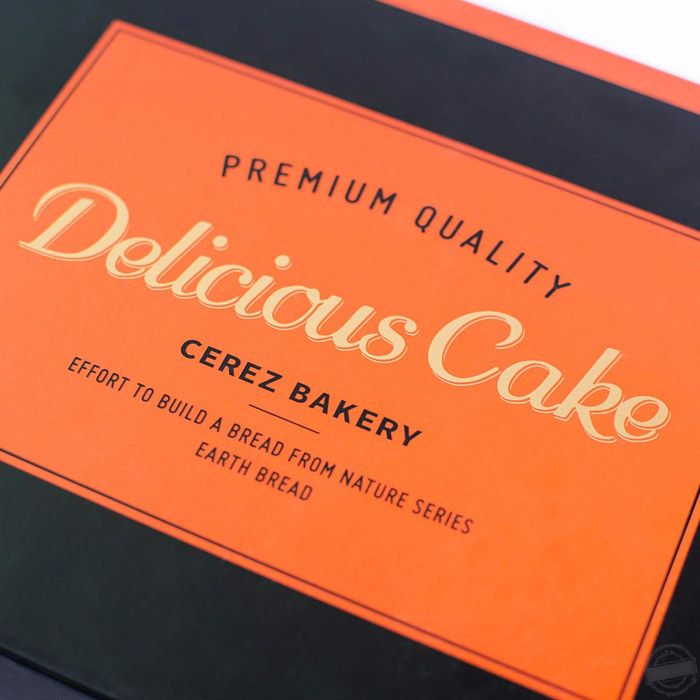 PREMIUM QUALITY
Delicious Cake
CEREZ BAKERY
EFFORT TO BUILD A BREAD FROM NATURE SERIES
EARTH BREAD